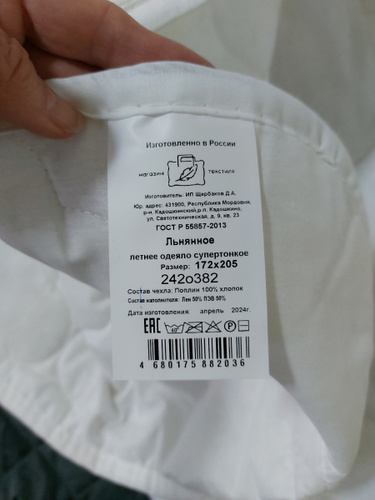 Изготовленно в России
магазин текстиля
Изготовитель: ИП Щербаков Д.А.
Юр. адрес: 431900, Республика Мордовия,
р-н. Кадошкинский,р.п. Кадошкино,
ул. Светотехническая, д. 9, кв. 23
ГОСТ Р 55857-2013
Льнянное
летнее одеяло супертонкое
Размер: 172х205
242о382
Состав чехла: Поплин 100% хлопок
Состав наполнителя: Лен 50% ПЭВ 50%
Дата изготовления: апрель 2024г.
ЕАС
4 680175 882036